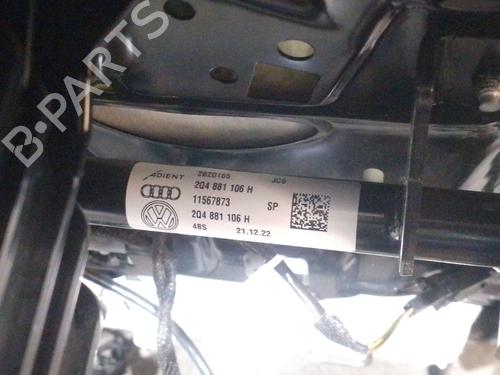 B-PARTS
ADIENT 2620165 JC6
2Q4 881 106 H
11567873 SP
2Q4 881 106 H
48S 21.12.22